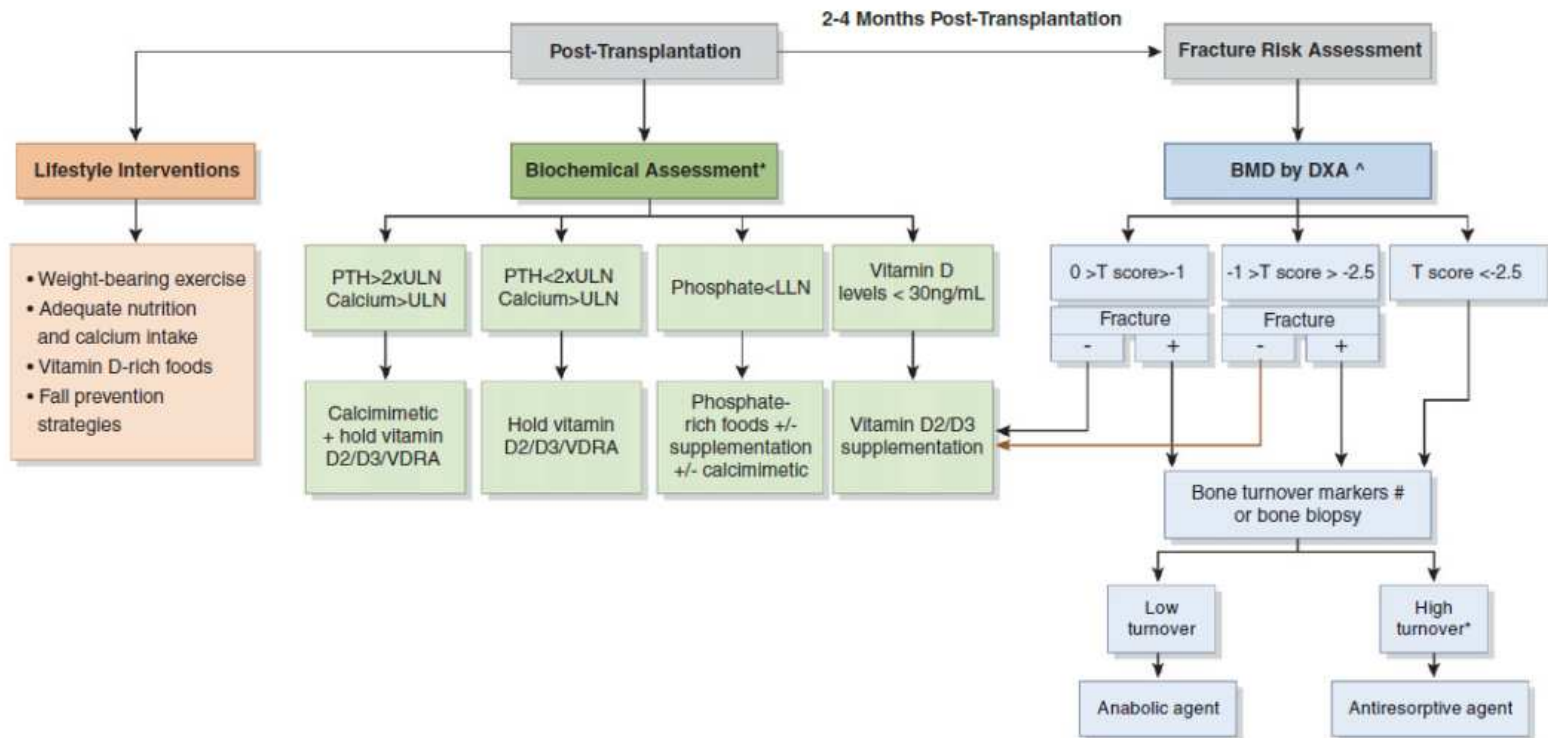 2-4 Months Post-Transplantation
Post-Transplantation
Fracture Risk Assessment
Lifestyle Interventions
Biochemical Assessment*
BMD by DXA ^
• Weight-bearing exercise
• Adequate nutrition
and calcium intake
• Vitamin D-rich foods
• Fall prevention
strategies
PTH>2xULN
Calcium>ULN
PTH<2xULN
Calcium>ULN
Phosphate<LLN
Vitamin D
levels < 30ng/mL
0 >T score>-1
-1 >T score > -2.5
T score <-2.5
Fracture
-
+
Fracture
-
+
Calcimimetic
+ hold vitamin
D2/D3/VDRA
Hold vitamin
D2/D3/VDRA
Phosphate-
rich foods +/-
supplementation
+/- calcimimetic
Vitamin D2/D3
supplementation
Bone turnover markers #
or bone biopsy
Low
turnover
High
turnover*
Anabolic agent
Antiresorptive agent